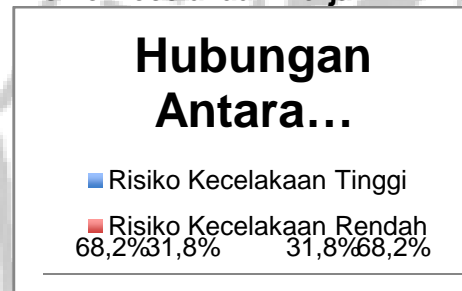 Hubungan
Antara…
Risiko Kecelakaan Tinggi
Risiko Kecelakaan Rendah
68,2%31,8% 31,8%68,2%